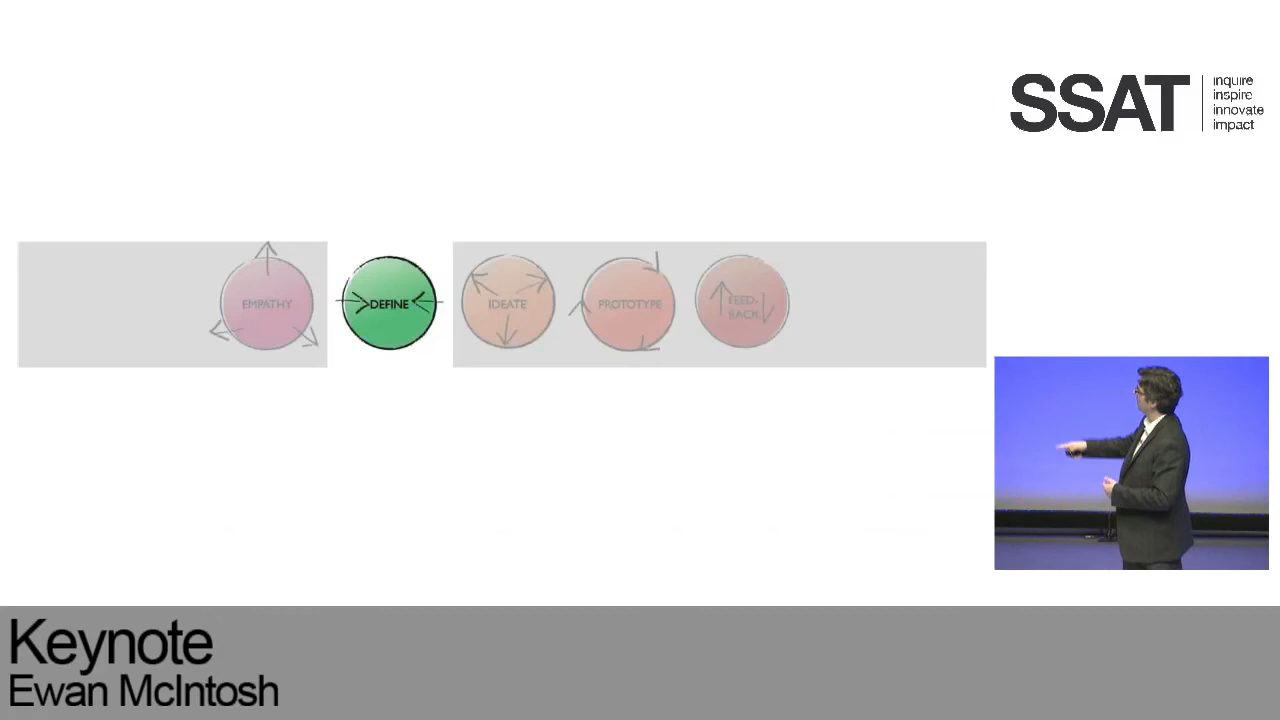 SSAT
inquire
inspire
innovate
impact
EMPATHY
DEFINE
IDEATE
PROTOTYPE
FEED-
BACK
Keynote
Ewan McIntosh